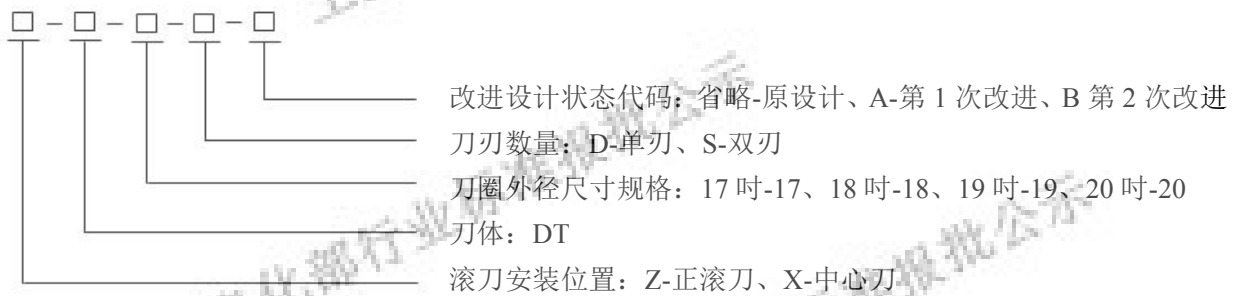 □-□-□-□-□
改进设计状态代码：省略-原设计、A-第 1 次改进、B 第 2 次改进
刀刃数量：D-单刃、S-双刃
刀圈外径尺寸规格：17 吋-17、18 吋-18、19 吋-19、20 吋-20
刀体：DT
滚刀安装位置：Z-正滚刀、X-中心刀